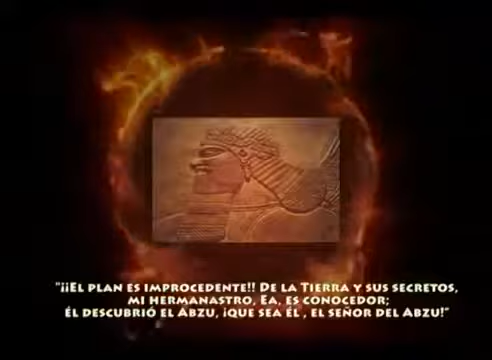 "¡¡El plan es improcedente!! De la Tierra y sus secretos,
mi hermanastro, Ea, es conocedor;
él descubrió el Abzu, ¡que sea él , el señor del Abzu!"